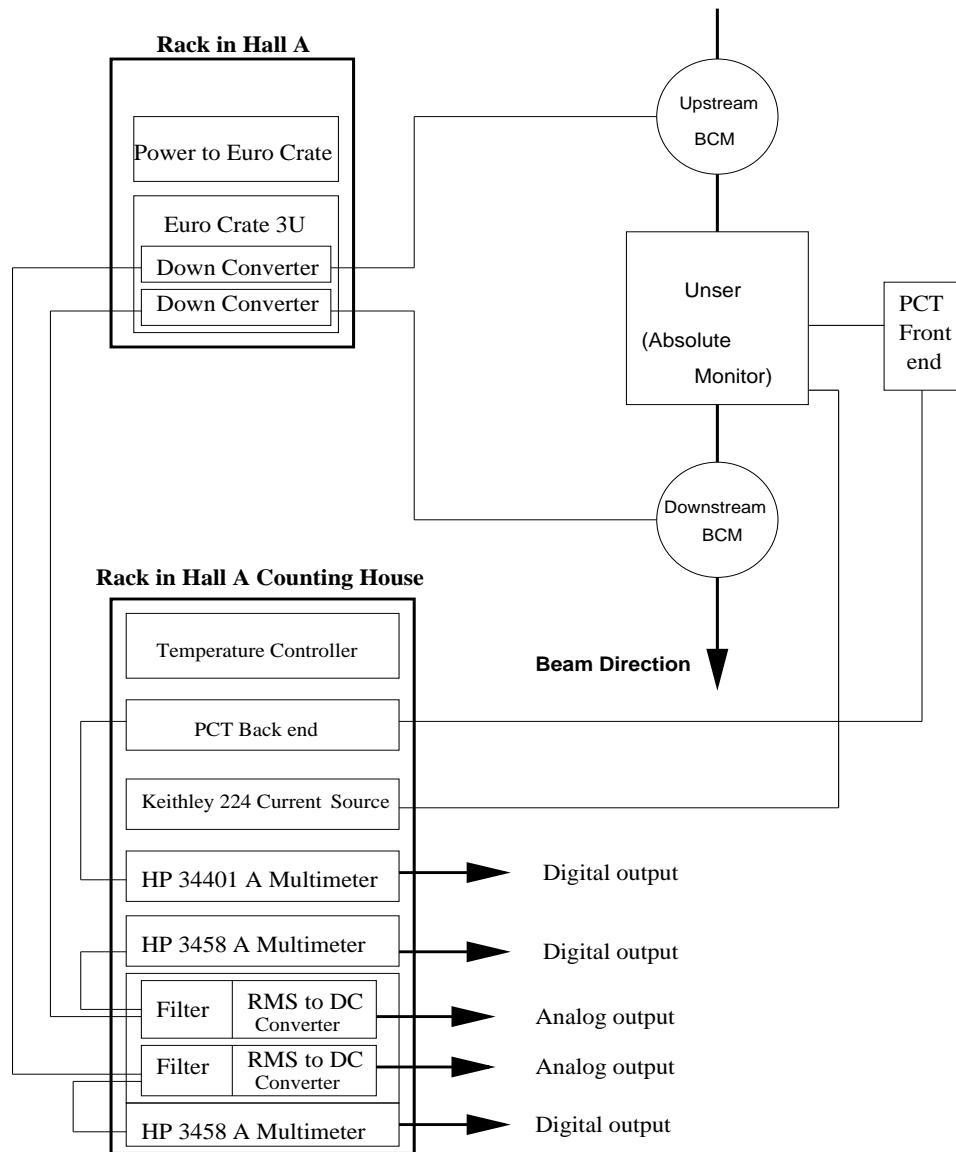 Rack in Hall A
Power to Euro Crate
Euro Crate 3U
Down Converter
Down Converter
Upstream
BCM
Unser
(Absolute
Monitor)
PCT
Front
end
Downstream
BCM
Beam Direction
Rack in Hall A Counting House
Temperature Controller
PCT Back end
Keithley 224 Current Source
HP 34401 A Multimeter
Digital output
HP 3458 A Multimeter
Digital output
Filter
RMS to DC
Converter
Analog output
Filter
RMS to DC
Converter
Analog output
HP 3458 A Multimeter
Digital output